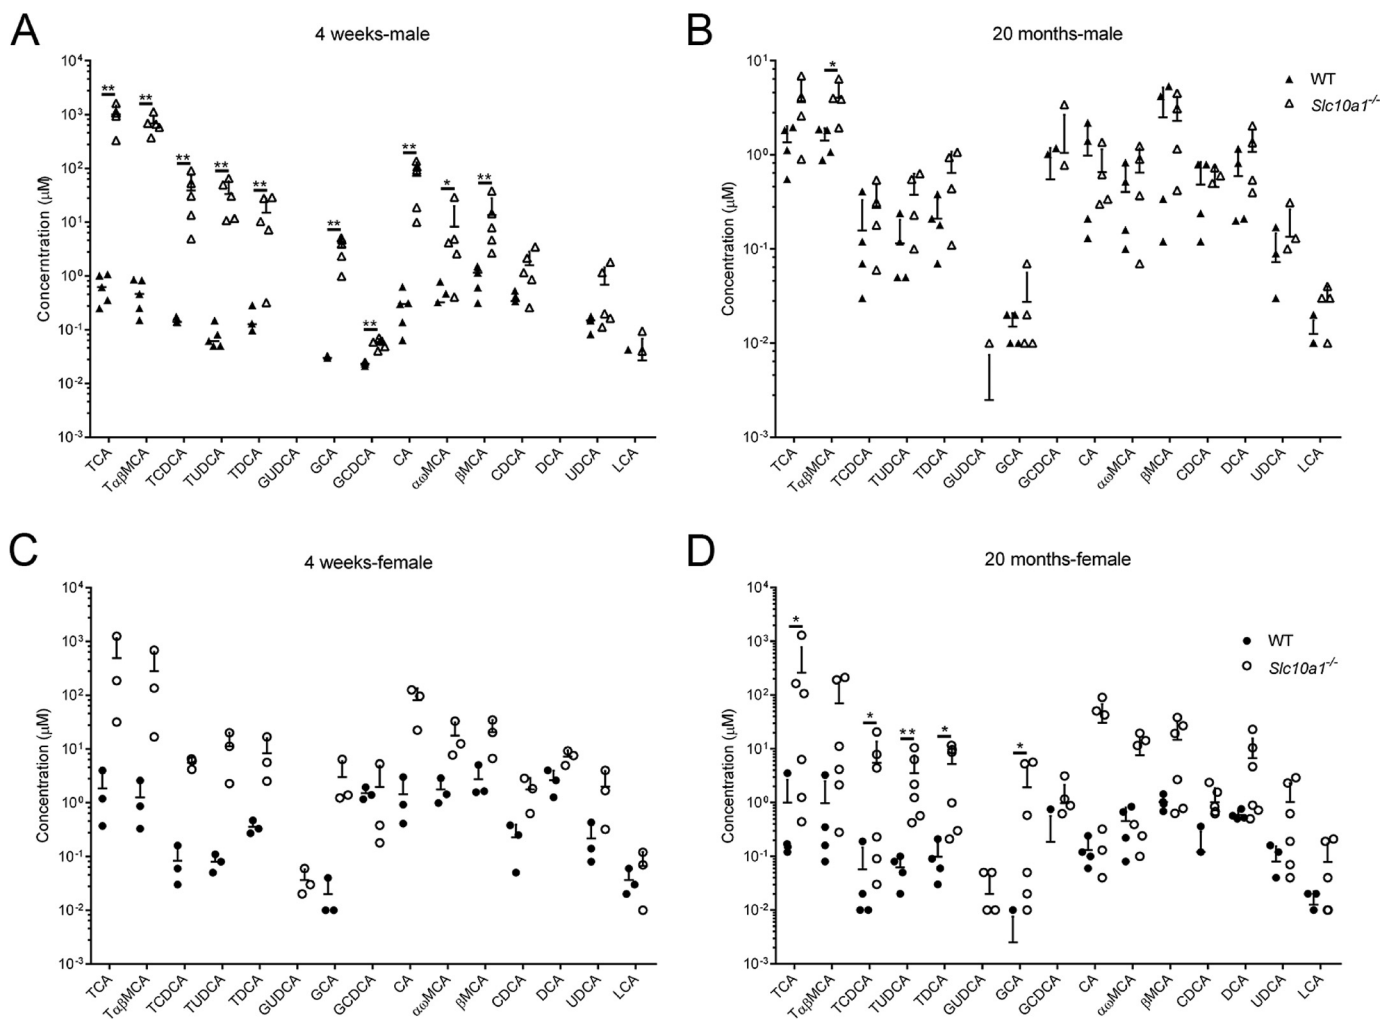 A
4 weeks-male
Concerntration (μM)
10⁴
10³
10²
10¹
10⁰
10⁻¹
10⁻²
10⁻³
** ** ** ** ** ** ** ** * **
TCA TαβMCA TCDCA TUDCA TDCA GUDCA GCA GCDCA CA αωMCA βMCA CDCA DCA UDCA LCA
B
20 months-male
Concentration (μM)
10¹
10⁰
10⁻¹
10⁻²
10⁻³
*
WT
Slc10a1⁻/⁻
TCA TαβMCA TCDCA TUDCA TDCA GUDCA GCA GCDCA CA αωMCA βMCA CDCA DCA UDCA LCA
C
4 weeks-female
Concentration (μM)
10⁴
10³
10²
10¹
10⁰
10⁻¹
10⁻²
10⁻³
TCA TαβMCA TCDCA TUDCA TDCA GUDCA GCA GCDCA CA αωMCA βMCA CDCA DCA UDCA LCA
D
20 months-female
Concentration (μM)
10⁴
10³
10²
10¹
10⁰
10⁻¹
10⁻²
10⁻³
* * ** * *
WT
Slc10a1⁻/⁻
TCA TαβMCA TCDCA TUDCA TDCA GUDCA GCA GCDCA CA αωMCA βMCA CDCA DCA UDCA LCA